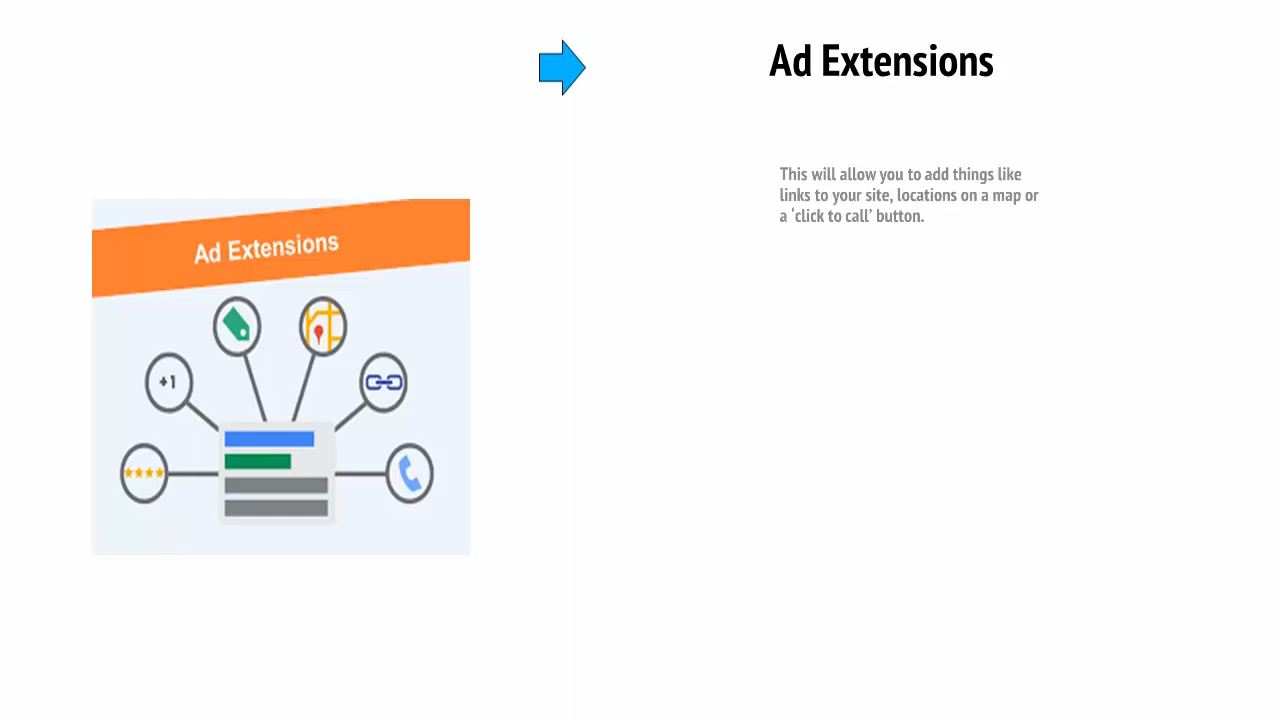 Ad Extensions
This will allow you to add things like
links to your site, locations on a map or
a ‘click to call’ button.
Ad Extensions
+1